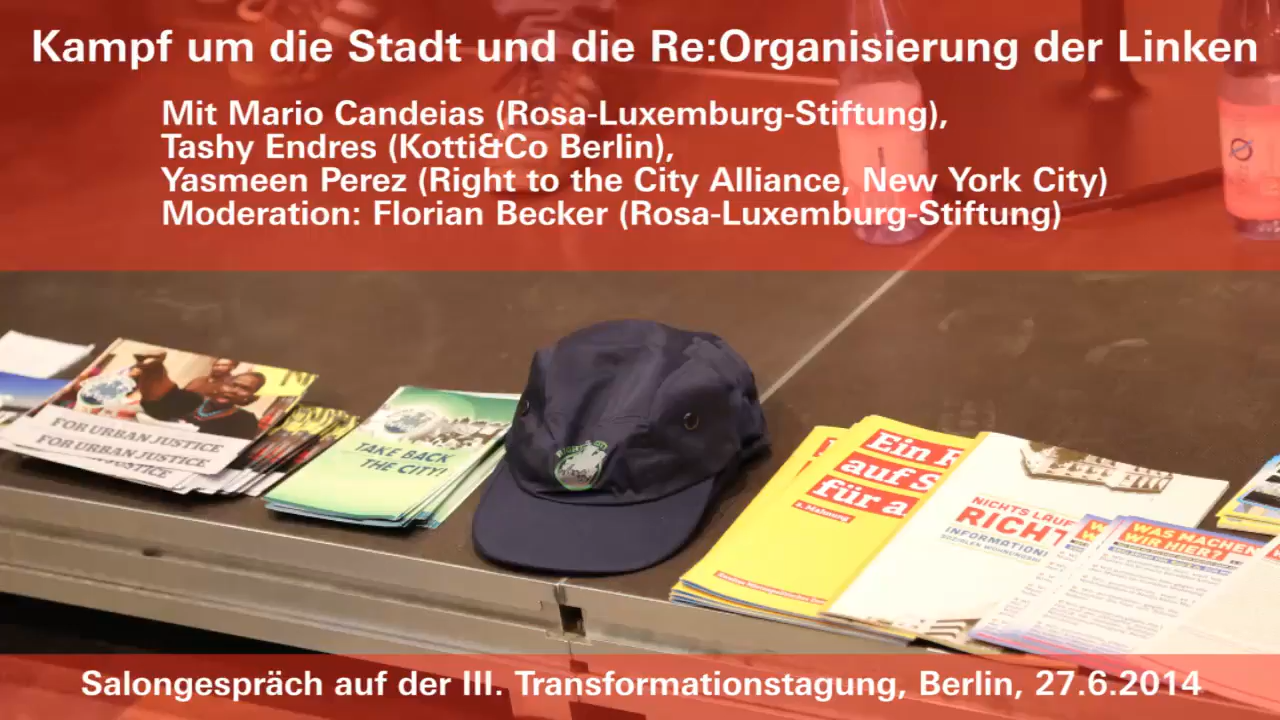 Kampf um die Stadt und die Re:Organisierung der Linken
Mit Mario Candeias (Rosa-Luxemburg-Stiftung),
Tashy Endres (Kotti&Co Berlin),
Yasmeen Perez (Right to the City Alliance, New York City)
Moderation: Florian Becker (Rosa-Luxemburg-Stiftung)
FOR URBAN JUSTICE
FOR URBAN JUSTICE
JUSTICE
TAKE BACK
THE CITY!
Ein
auf
für
NICHTS
INFORMATION
WAS MACHEN
WIR HIER?
Salongespräch auf der III. Transformationstagung, Berlin, 27.6.2014